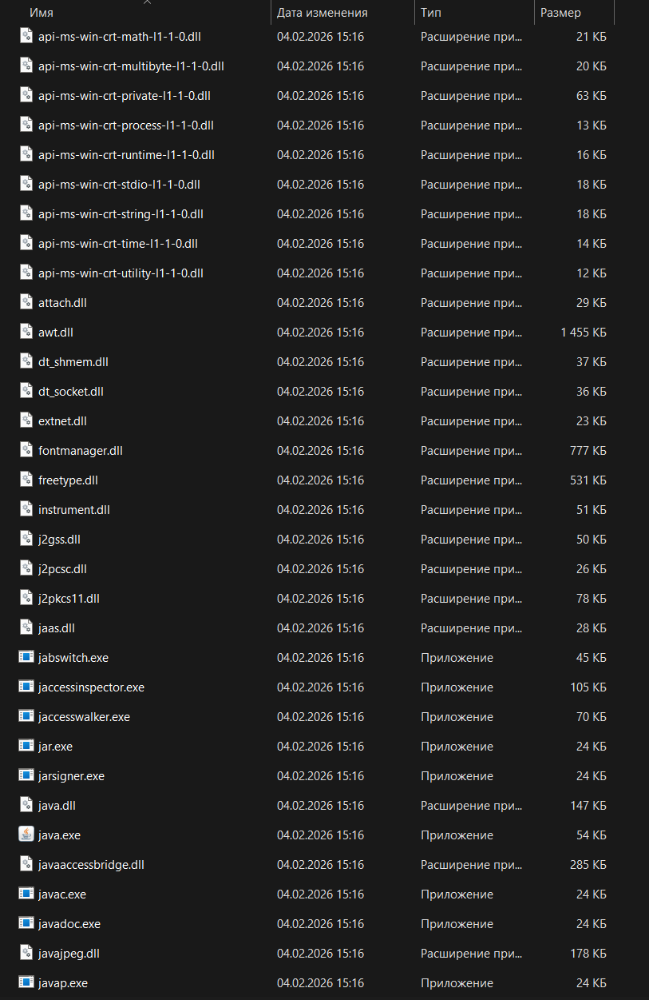 Имя Дата изменения Тип Размер
api-ms-win-crt-math-l1-1-0.dll 04.02.2026 15:16 Расширение при... 21 КБ
api-ms-win-crt-multibyte-l1-1-0.dll 04.02.2026 15:16 Расширение при... 20 КБ
api-ms-win-crt-private-l1-1-0.dll 04.02.2026 15:16 Расширение при... 63 КБ
api-ms-win-crt-process-l1-1-0.dll 04.02.2026 15:16 Расширение при... 13 КБ
api-ms-win-crt-runtime-l1-1-0.dll 04.02.2026 15:16 Расширение при... 16 КБ
api-ms-win-crt-stdio-l1-1-0.dll 04.02.2026 15:16 Расширение при... 18 КБ
api-ms-win-crt-string-l1-1-0.dll 04.02.2026 15:16 Расширение при... 18 КБ
api-ms-win-crt-time-l1-1-0.dll 04.02.2026 15:16 Расширение при... 14 КБ
api-ms-win-crt-utility-l1-1-0.dll 04.02.2026 15:16 Расширение при... 12 КБ
attach.dll 04.02.2026 15:16 Расширение при... 29 КБ
awt.dll 04.02.2026 15:16 Расширение при... 1 455 КБ
dt_shmem.dll 04.02.2026 15:16 Расширение при... 37 КБ
dt_socket.dll 04.02.2026 15:16 Расширение при... 36 КБ
extnet.dll 04.02.2026 15:16 Расширение при... 23 КБ
fontmanager.dll 04.02.2026 15:16 Расширение при... 777 КБ
freetype.dll 04.02.2026 15:16 Расширение при... 531 КБ
instrument.dll 04.02.2026 15:16 Расширение при... 51 КБ
j2gss.dll 04.02.2026 15:16 Расширение при... 50 КБ
j2pcsc.dll 04.02.2026 15:16 Расширение при... 26 КБ
j2pkcs11.dll 04.02.2026 15:16 Расширение при... 78 КБ
jaas.dll 04.02.2026 15:16 Расширение при... 28 КБ
jabswitch.exe 04.02.2026 15:16 Приложение 45 КБ
jaccessinspector.exe 04.02.2026 15:16 Приложение 105 КБ
jaccesswalker.exe 04.02.2026 15:16 Приложение 70 КБ
jar.exe 04.02.2026 15:16 Приложение 24 КБ
jarsigner.exe 04.02.2026 15:16 Приложение 24 КБ
java.dll 04.02.2026 15:16 Расширение при... 147 КБ
java.exe 04.02.2026 15:16 Приложение 54 КБ
javaaccessbridge.dll 04.02.2026 15:16 Расширение при... 285 КБ
javac.exe 04.02.2026 15:16 Приложение 24 КБ
javadoc.exe 04.02.2026 15:16 Приложение 24 КБ
javajpeg.dll 04.02.2026 15:16 Расширение при... 178 КБ
javap.exe 04.02.2026 15:16 Приложение 24 КБ